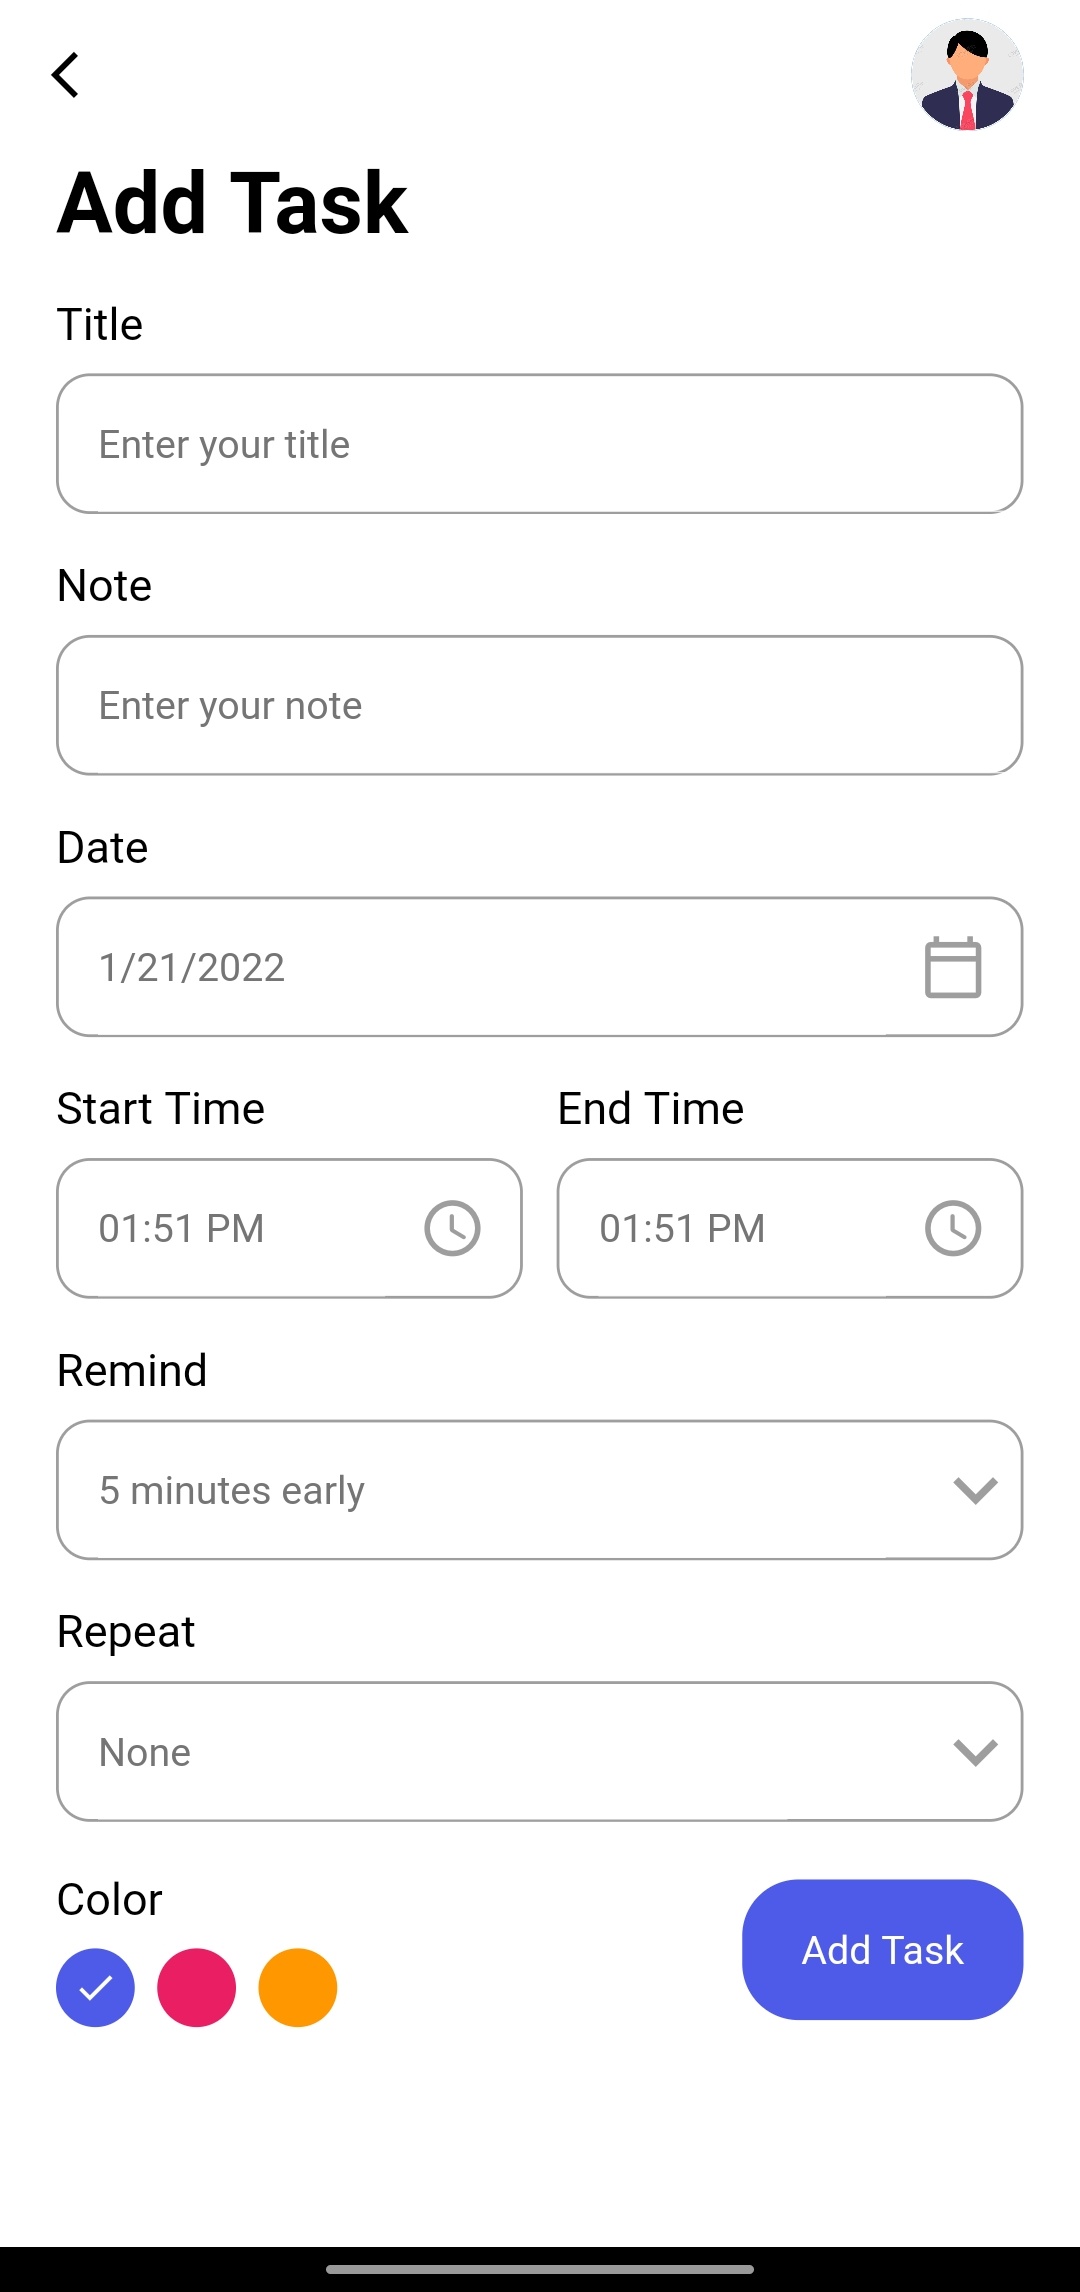 Add Task
Title
Enter your title
Note
Enter your note
Date
1/21/2022
Start Time End Time
01:51 PM 01:51 PM
Remind
5 minutes early
Repeat
None
Color
Add Task